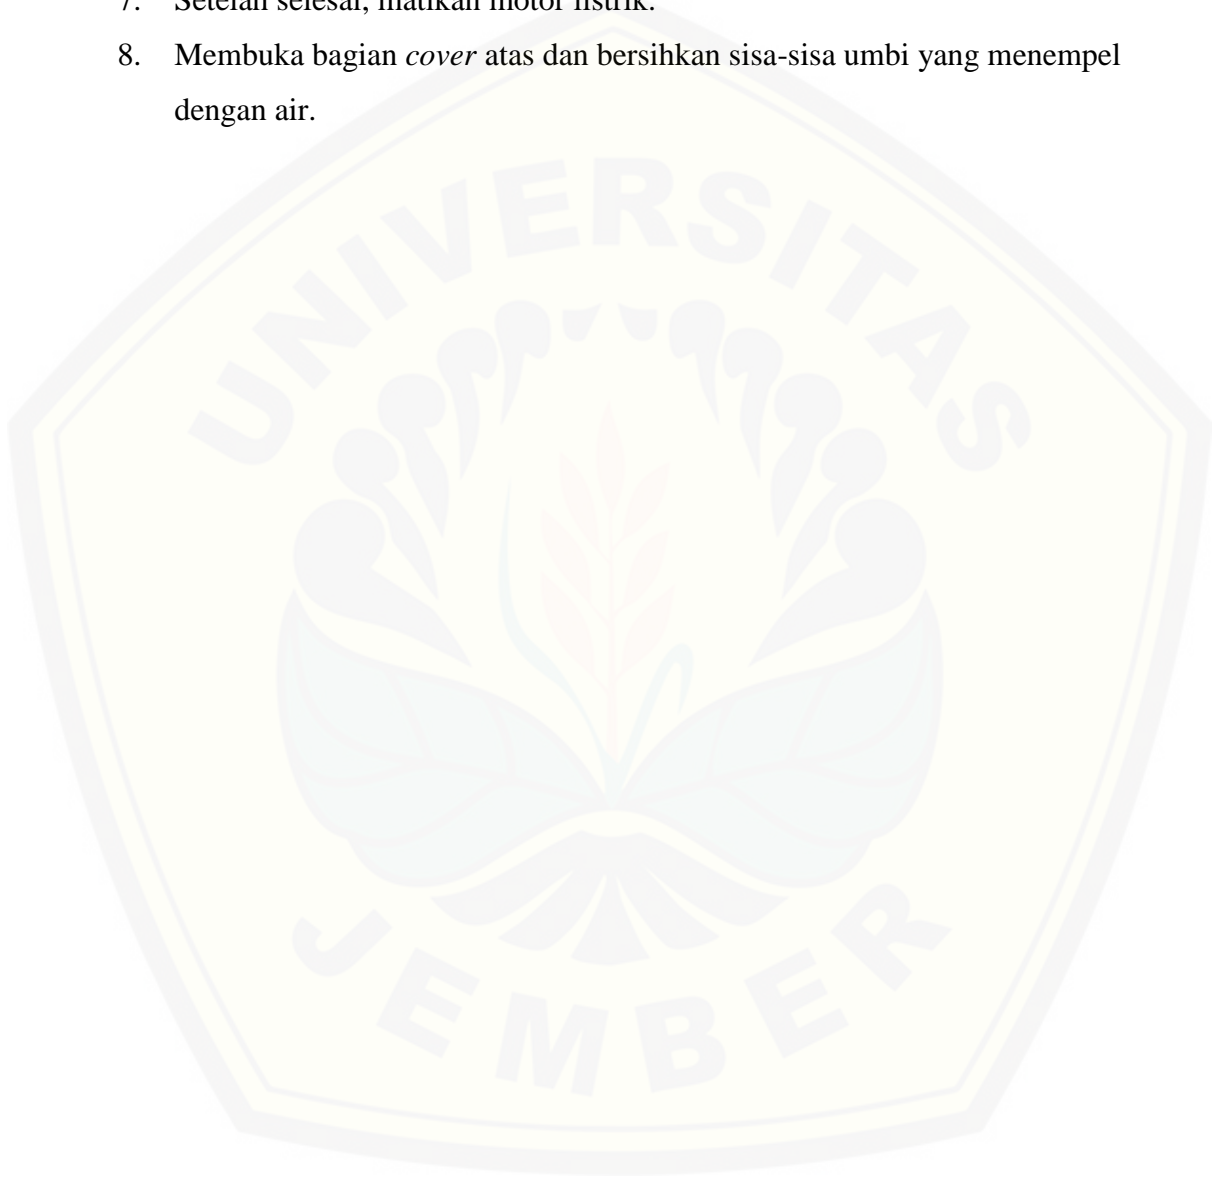 7. Setelah selesai, matikan motor listrik.
8. Membuka bagian cover atas dan bersihkan sisa-sisa umbi yang menempel
dengan air.
UNIVERSITAS
JEMBER